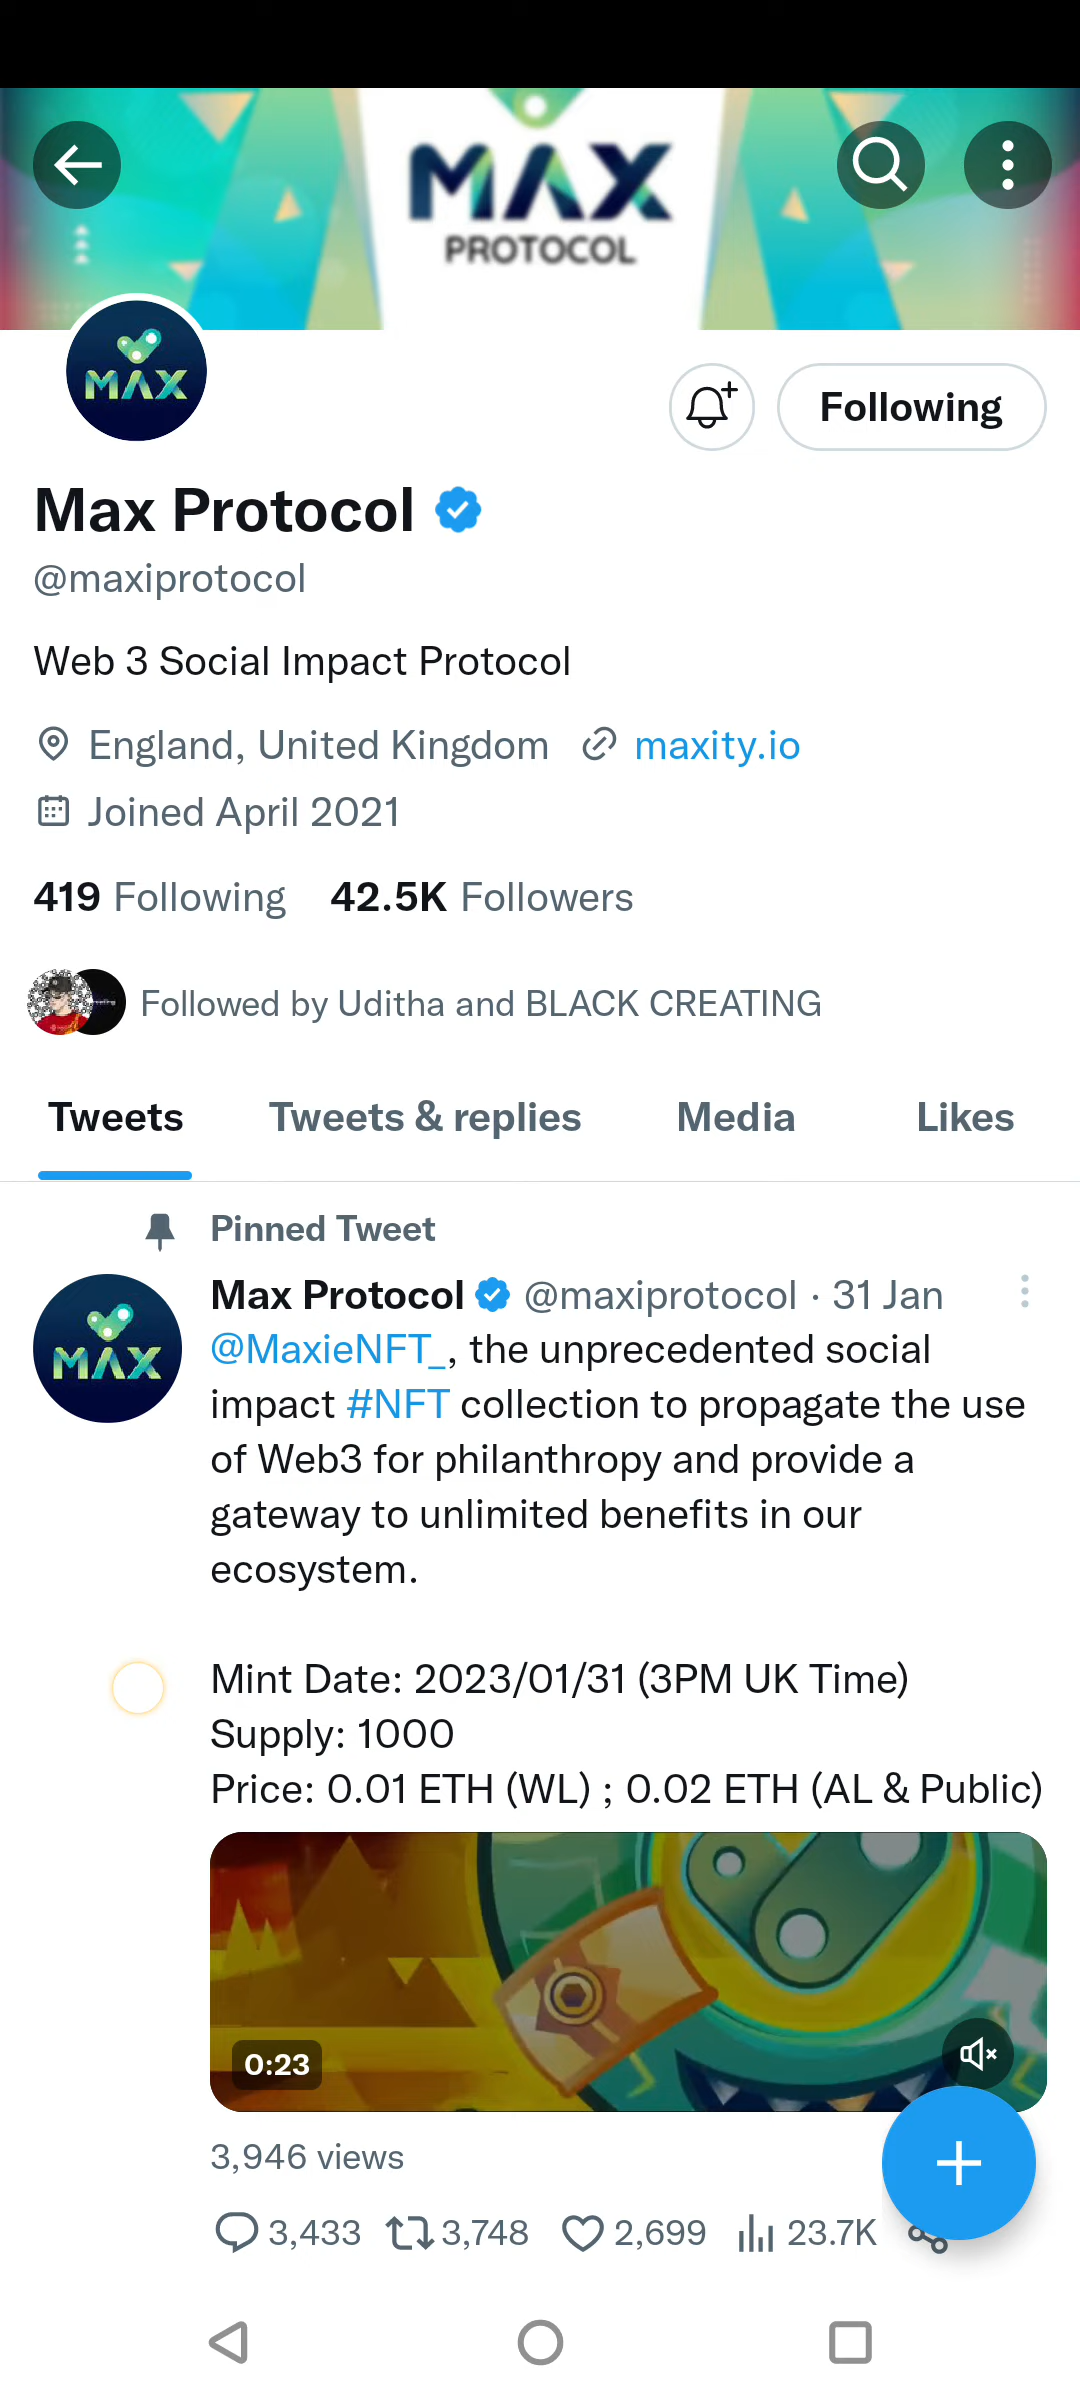 MAX
PROTOCOL
MAX
Following
Max Protocol
@maxiprotocol
Web 3 Social Impact Protocol
England, United Kingdom maxity.io
Joined April 2021
419 Following 42.5K Followers
Followed by Uditha and BLACK CREATING
Tweets Tweets & replies Media Likes
Pinned Tweet
MAX
Max Protocol @maxiprotocol · 31 Jan
@MaxieNFT_, the unprecedented social
impact #NFT collection to propagate the use
of Web3 for philanthropy and provide a
gateway to unlimited benefits in our
ecosystem.
Mint Date: 2023/01/31 (3PM UK Time)
Supply: 1000
Price: 0.01 ETH (WL) ; 0.02 ETH (AL & Public)
0:23
3,946 views
3,433 3,748 2,699 23.7K